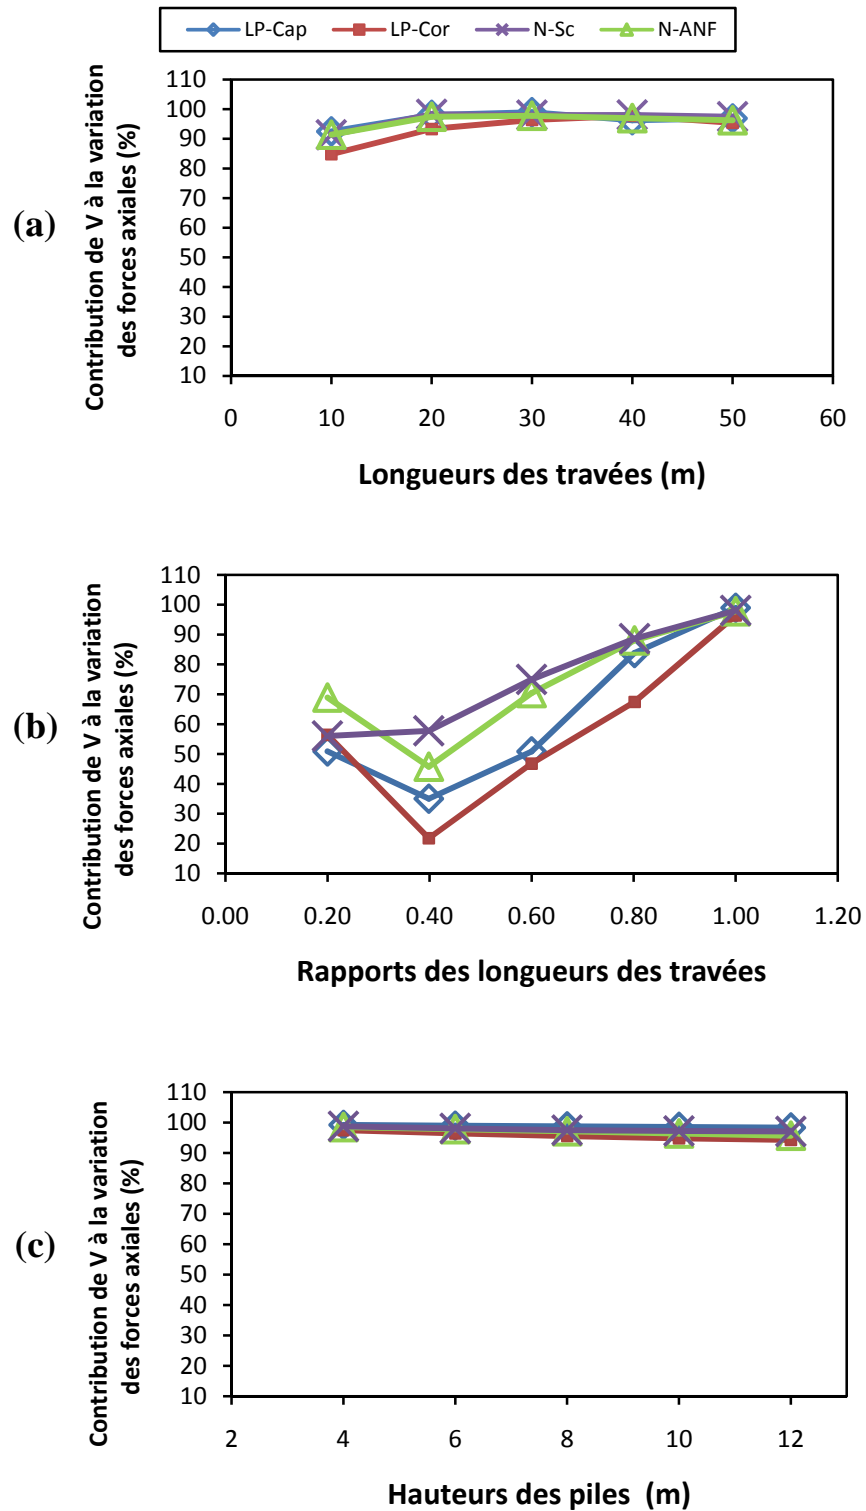 LP-Cap LP-Cor N-Sc N-ANF
(a)
Contribution de V à la variation
des forces axiales (%)
110
100
90
80
70
60
50
40
30
20
10
0 10 20 30 40 50 60
Longueurs des travées (m)
(b)
Contribution de V à la variation
des forces axiales (%)
110
100
90
80
70
60
50
40
30
20
10
0.00 0.20 0.40 0.60 0.80 1.00 1.20
Rapports des longueurs des travées
(c)
Contribution de V à la variation
des forces axiales (%)
110
100
90
80
70
60
50
40
30
20
10
2 4 6 8 10 12
Hauteurs des piles (m)